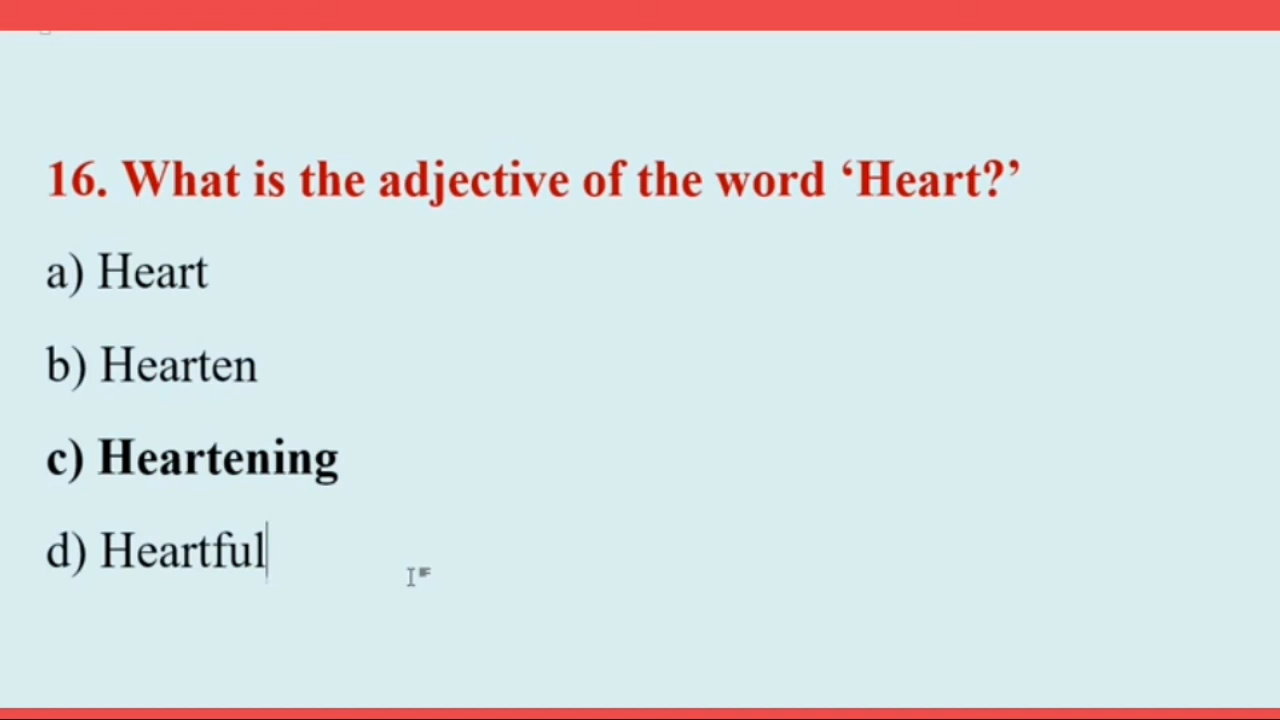 16. What is the adjective of the word ‘Heart?’
a) Heart
b) Hearten
c) Heartening
d) Heartful